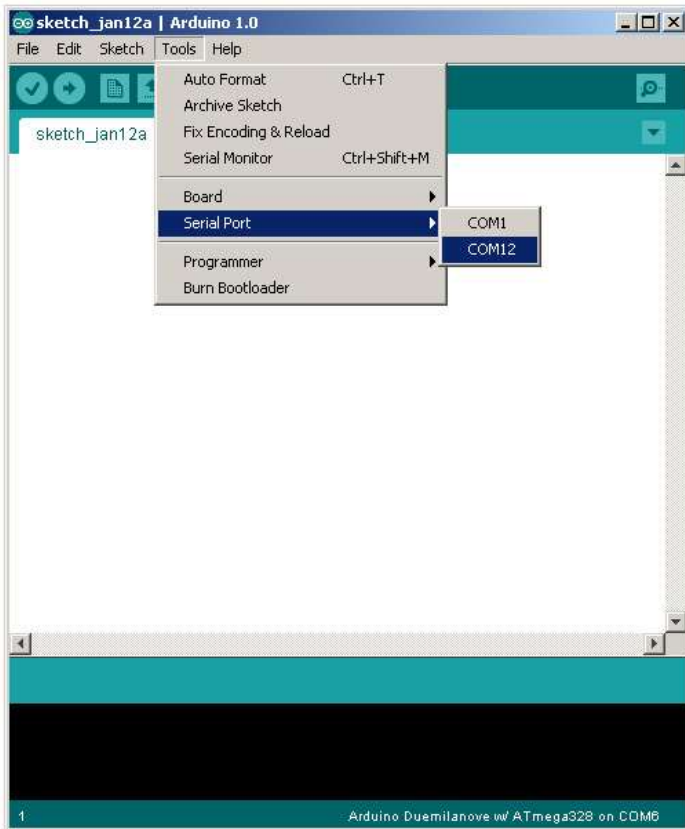 sketch_jan12a | Arduino 1.0
File Edit Sketch Tools Help
sketch_jan12a
Auto Format Ctrl+T
Archive Sketch
Fix Encoding & Reload
Serial Monitor Ctrl+Shift+M
Board
Serial Port
COM1
COM12
Programmer
Burn Bootloader
1
Arduino Duemilanove w/ ATmega328 on COM6